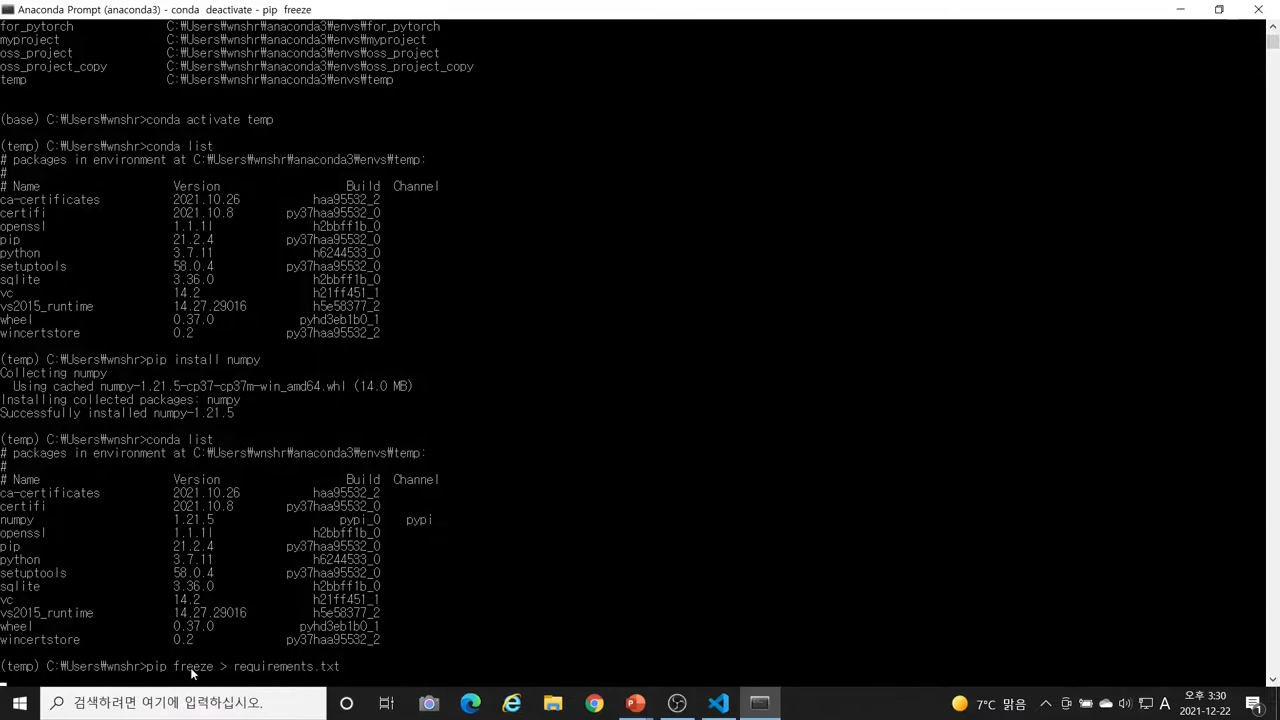 Anaconda Prompt (anaconda3) - conda  deactivate - pip  freeze
for_pytorch              C:₩Users₩wnshr₩anaconda3₩envs₩for_pytorch
myproject                C:₩Users₩wnshr₩anaconda3₩envs₩myproject
oss_project              C:₩Users₩wnshr₩anaconda3₩envs₩oss_project
oss_project_copy         C:₩Users₩wnshr₩anaconda3₩envs₩oss_project_copy
temp                     C:₩Users₩wnshr₩anaconda3₩envs₩temp
(base) C:₩Users₩wnshr>conda activate temp
(temp) C:₩Users₩wnshr>conda list
# packages in environment at C:₩Users₩wnshr₩anaconda3₩envs₩temp:
#
# Name                    Version                   Build  Channel
ca-certificates           2021.10.26           haa95532_2
certifi                   2021.10.8        py37haa95532_0
openssl                   1.1.1l               h2bbff1b_0
pip                       21.2.4           py37haa95532_0
python                    3.7.11               h6244533_0
setuptools                58.0.4           py37haa95532_0
sqlite                    3.36.0               h2bbff1b_0
vc                        14.2                 h21ff451_1
vs2015_runtime            14.27.29016          h5e58377_2
wheel                     0.37.0             pyhd3eb1b0_1
wincertstore              0.2              py37haa95532_2
(temp) C:₩Users₩wnshr>pip install numpy
Collecting numpy
  Using cached numpy-1.21.5-cp37-cp37m-win_amd64.whl (14.0 MB)
Installing collected packages: numpy
Successfully installed numpy-1.21.5
(temp) C:₩Users₩wnshr>conda list
# packages in environment at C:₩Users₩wnshr₩anaconda3₩envs₩temp:
#
# Name                    Version                   Build  Channel
ca-certificates           2021.10.26           haa95532_2
certifi                   2021.10.8        py37haa95532_0
numpy                     1.21.5                   pypi_0    pypi
openssl                   1.1.1l               h2bbff1b_0
pip                       21.2.4           py37haa95532_0
python                    3.7.11               h6244533_0
setuptools                58.0.4           py37haa95532_0
sqlite                    3.36.0               h2bbff1b_0
vc                        14.2                 h21ff451_1
vs2015_runtime            14.27.29016          h5e58377_2
wheel                     0.37.0             pyhd3eb1b0_1
wincertstore              0.2              py37haa95532_2
(temp) C:₩Users₩wnshr>pip freeze > requirements.txt
검색하려면 여기에 입력하십시오.
7°C 맑음
A
오후 3:30
2021-12-22
1